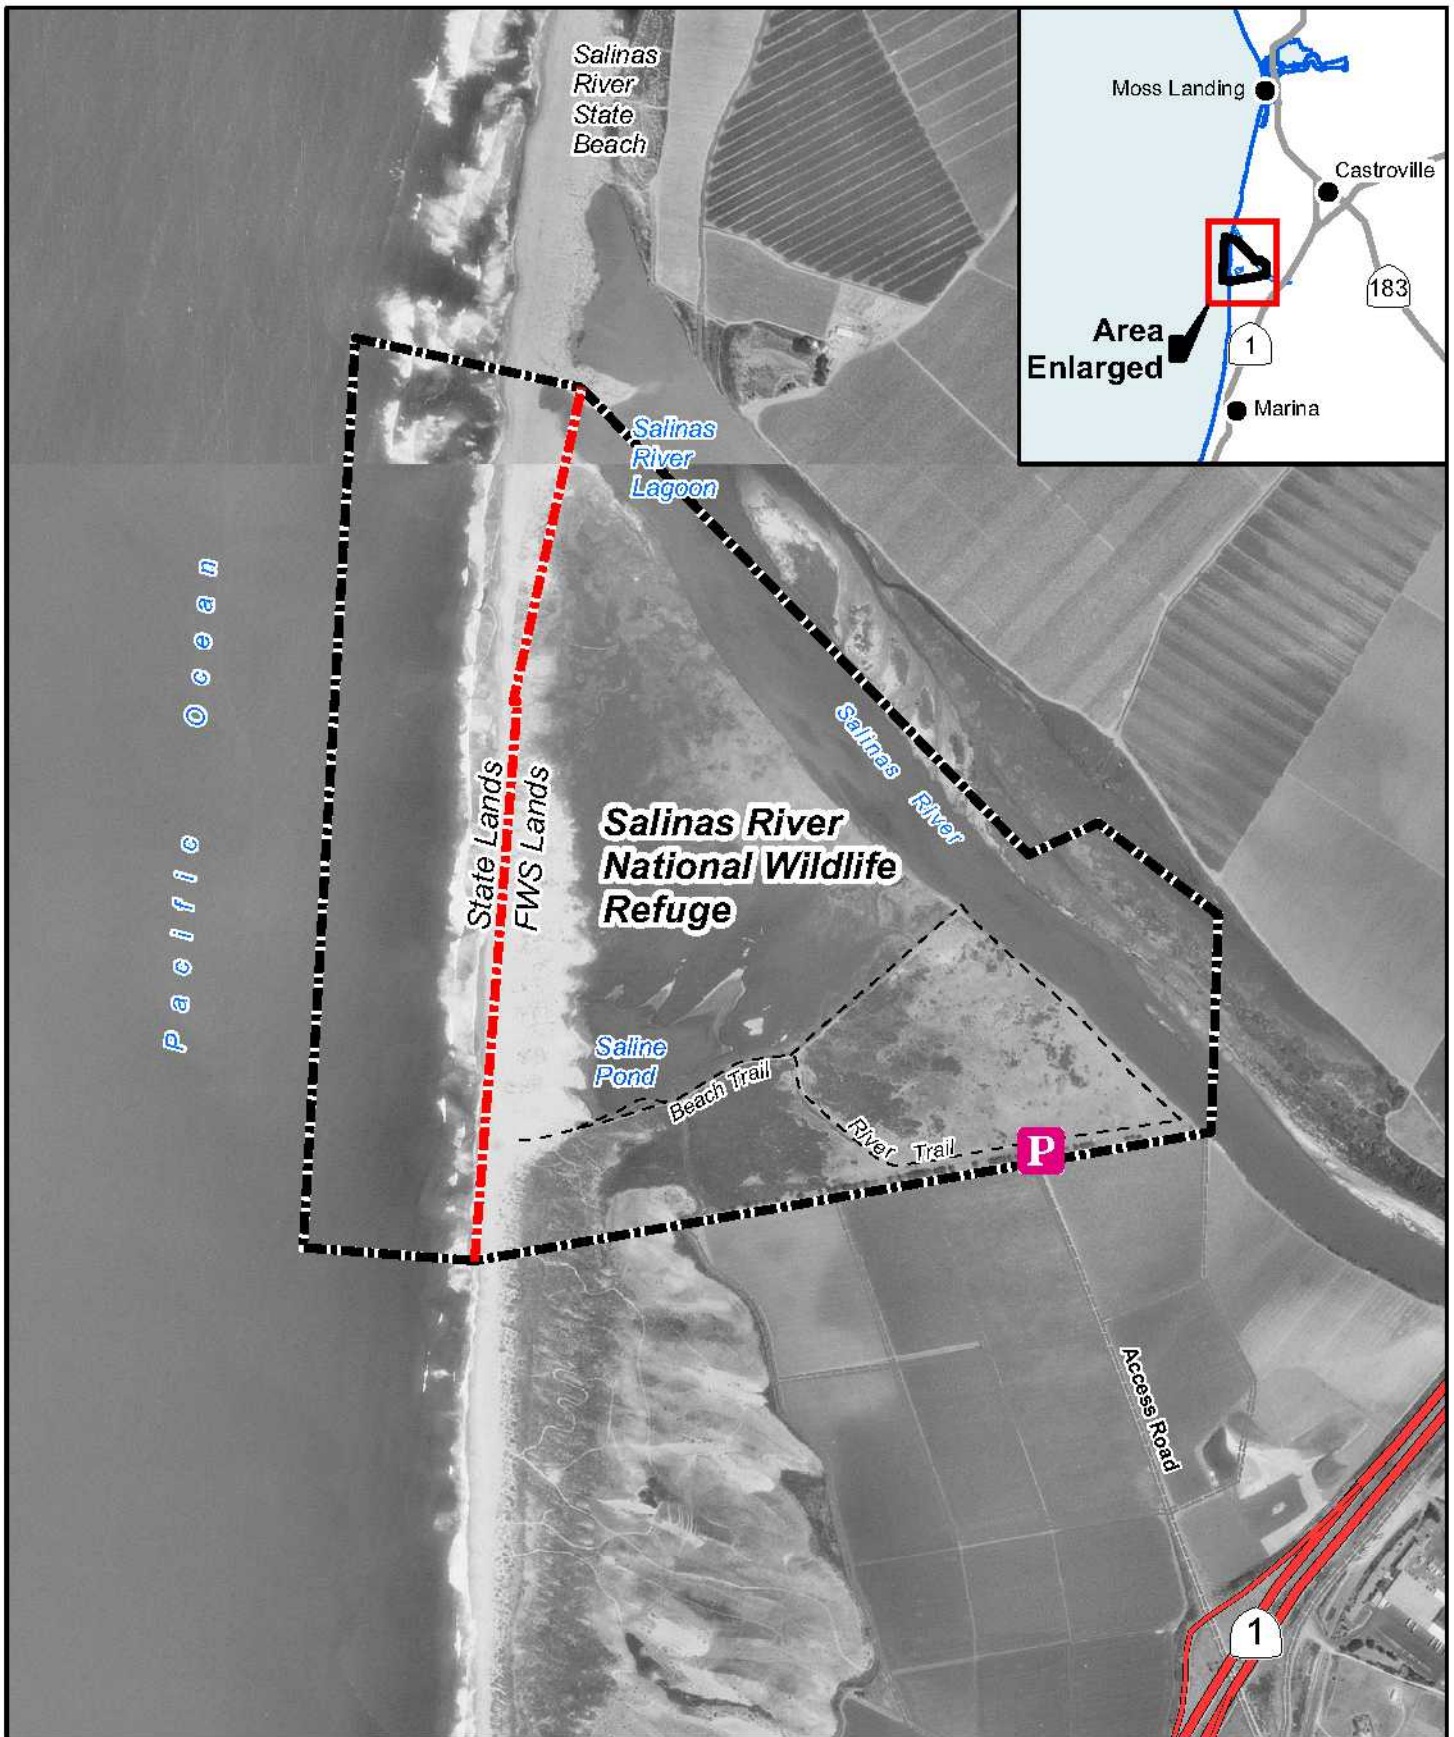 Salinas
River
State
Beach
Moss Landing
Castroville
183
Area
Enlarged
1
Marina
Salinas
River
Lagoon
Pacific Ocean
Salinas River
State Lands
FWS Lands
Salinas River
National Wildlife
Refuge
Saline
Pond
Beach Trail
River Trail
P
Access Road
1